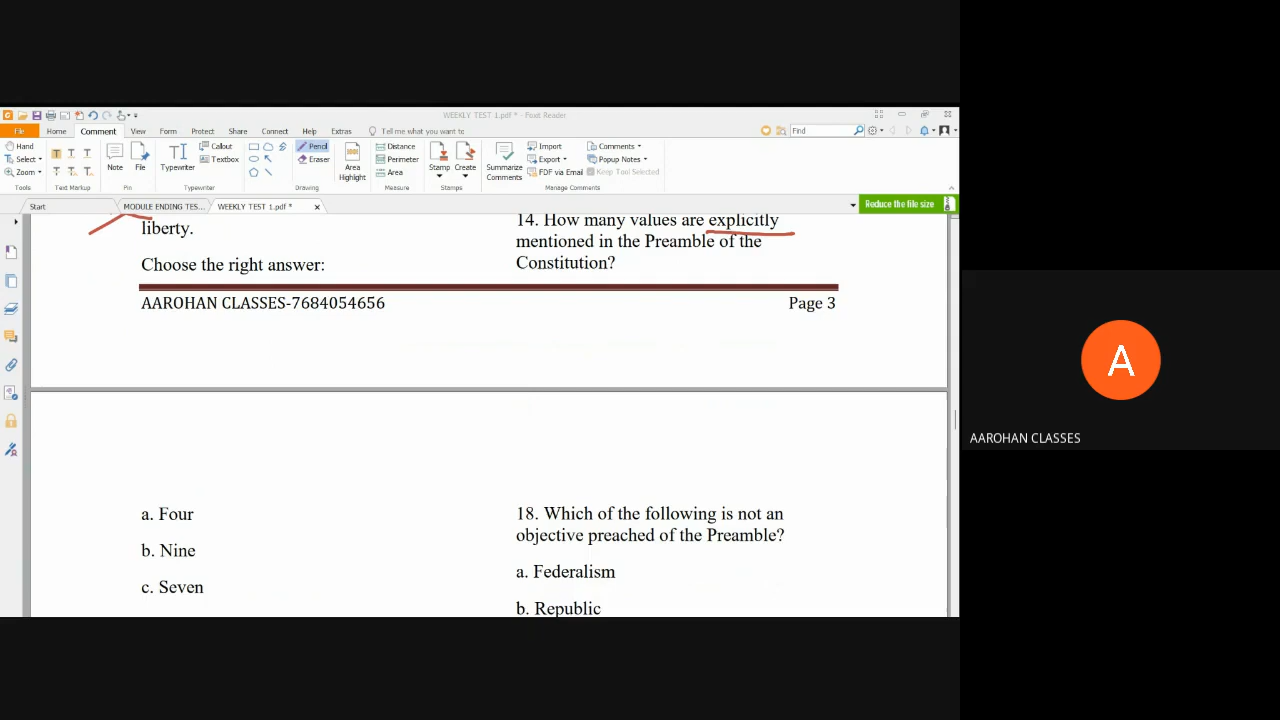 WEEKLY TEST 1.pdf * - Foxit Reader
File Home Comment View Form Protect Share Connect Help Extras Tell me what you want to
Find
Hand
Select
Zoom
Tools
Text Markup
Note
File
Pin
Typewriter
Callout
Textbox
Typewriter
Pencil
Eraser
Drawing
Area
Highlight
Distance
Perimeter
Area
Measure
Stamp
Create
Stamps
Summarize
Comments
Import
Export
FDF via Email
Comments
Popup Notes
Keep Tool Selected
Manage Comments
Start
MODULE ENDING TES...
WEEKLY TEST 1.pdf *
Reduce the file size
liberty.
Choose the right answer:
14. How many values are explicitly
mentioned in the Preamble of the
Constitution?
AAROHAN CLASSES-7684054656
Page 3
a. Four
b. Nine
c. Seven
18. Which of the following is not an
objective preached of the Preamble?
a. Federalism
b. Republic
A
AAROHAN CLASSES